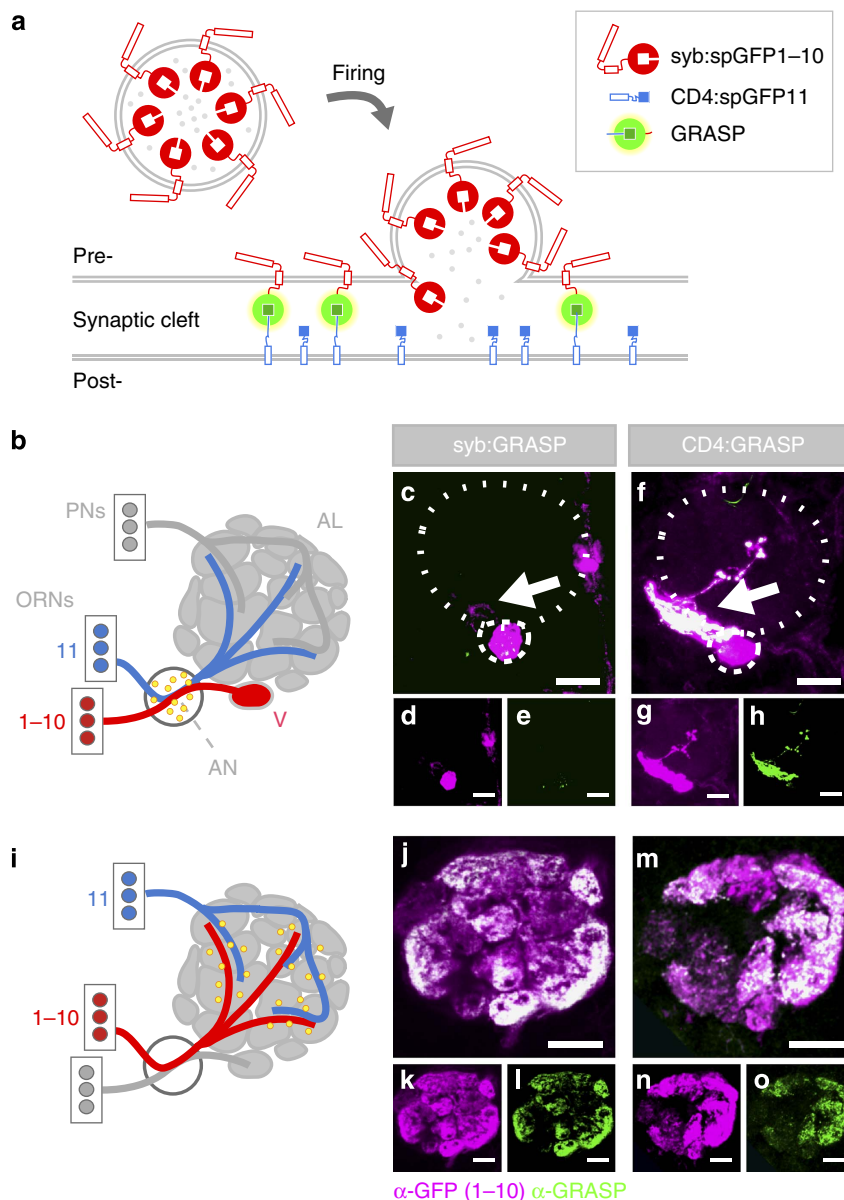 a
Firing
syb:spGFP1–10
CD4:spGFP11
GRASP
Pre-
Synaptic cleft
Post-
b
syb:GRASP
CD4:GRASP
PNs
AL
ORNs
11
1–10
V
AN
c
f
d
e
g
h
i
11
1–10
j
m
k
l
n
o
α-GFP (1–10) α-GRASP